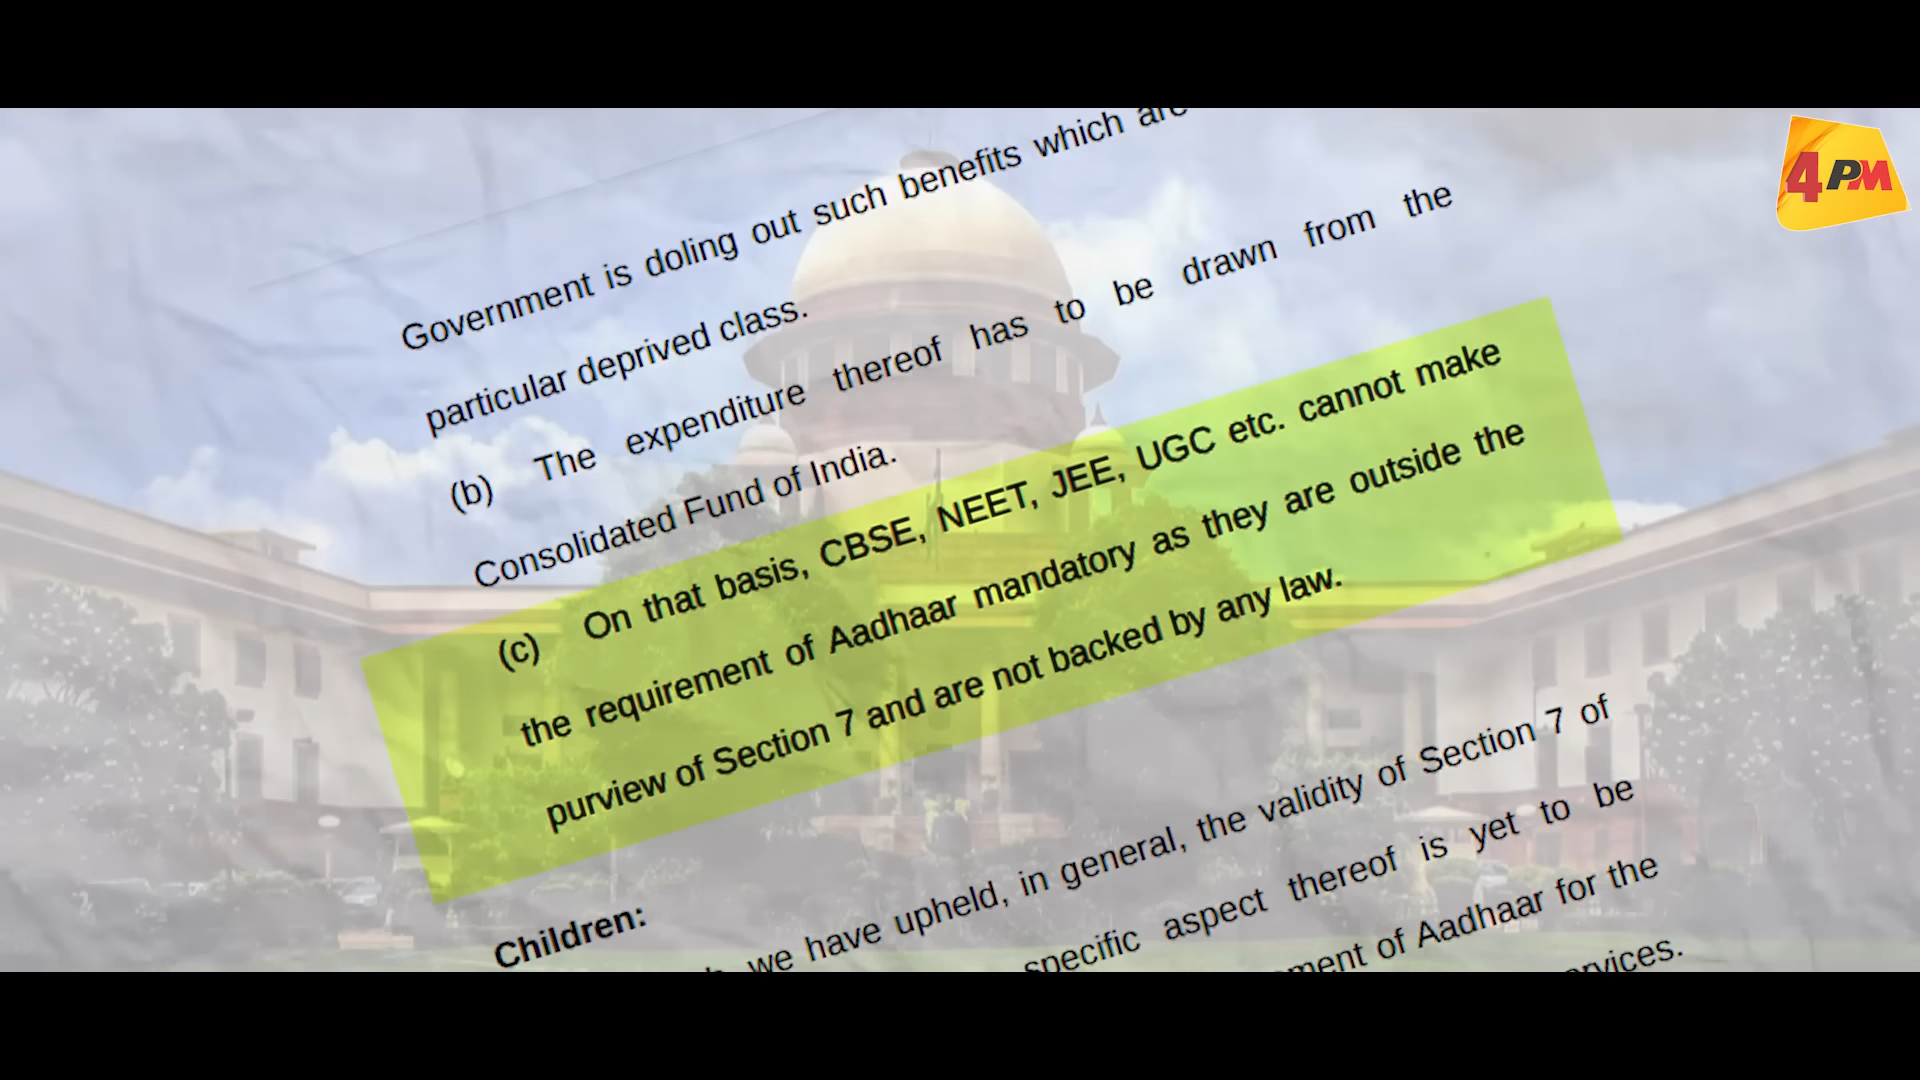 4PM
Government is doling out such benefits which are
particular deprived class.
(b) The expenditure thereof has to be drawn from the
Consolidated Fund of India.
(c) On that basis, CBSE, NEET, JEE, UGC etc. cannot make
the requirement of Aadhaar mandatory as they are outside the
purview of Section 7 and are not backed by any law.
Children:
we have upheld, in general, the validity of Section 7 of
specific aspect thereof is yet to be
of Aadhaar for the